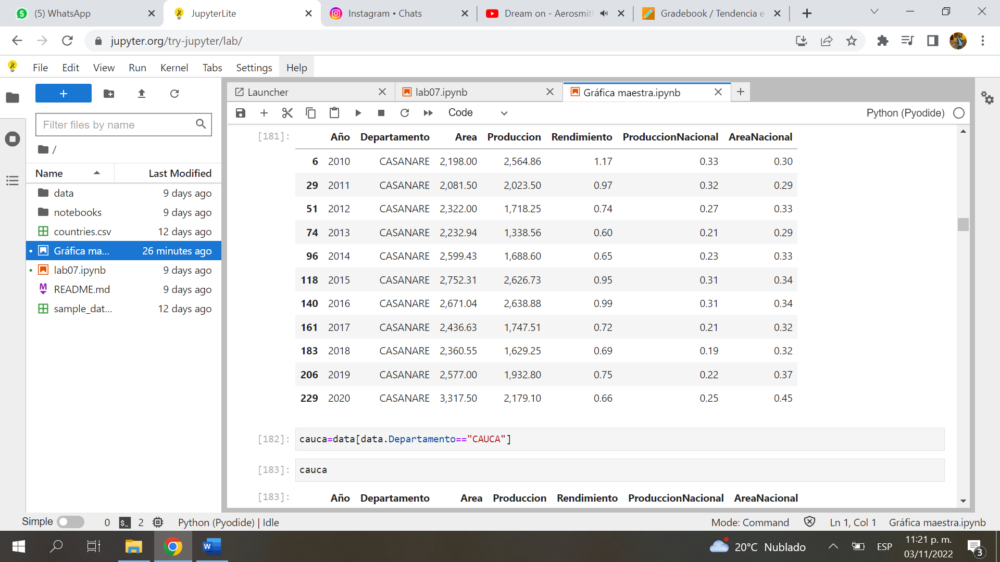 (5) WhatsApp
JupyterLite
Instagram • Chats
Dream on - Aerosmit
Gradebook / Tendencia e
jupyter.org/try-jupyter/lab/
File Edit View Run Kernel Tabs Settings Help
Launcher
lab07.ipynb
Gráfica maestra.ipynb
Code
Python (Pyodide)
Filter files by name
/
Name Last Modified
data 9 days ago
notebooks 9 days ago
countries.csv 12 days ago
Gráfica ma... 26 minutes ago
lab07.ipynb 9 days ago
README.md 9 days ago
sample_dat... 12 days ago
[181]: Año Departamento Area Produccion Rendimiento ProduccionNacional AreaNacional
6 2010 CASANARE 2,198.00 2,564.86 1.17 0.33 0.30
29 2011 CASANARE 2,081.50 2,023.50 0.97 0.32 0.29
51 2012 CASANARE 2,322.00 1,718.25 0.74 0.27 0.33
74 2013 CASANARE 2,232.94 1,338.56 0.60 0.21 0.29
96 2014 CASANARE 2,599.43 1,688.60 0.65 0.23 0.33
118 2015 CASANARE 2,752.31 2,626.73 0.95 0.31 0.34
140 2016 CASANARE 2,671.04 2,638.88 0.99 0.31 0.34
161 2017 CASANARE 2,436.63 1,747.51 0.72 0.21 0.32
183 2018 CASANARE 2,360.55 1,629.25 0.69 0.19 0.32
206 2019 CASANARE 2,577.00 1,932.80 0.75 0.22 0.37
229 2020 CASANARE 3,317.50 2,179.10 0.66 0.25 0.45
[182]: cauca=data[data.Departamento=="CAUCA"]
[183]: cauca
[183]: Año Departamento Area Produccion Rendimiento ProduccionNacional AreaNacional
Simple 0 $_ 2 Python (Pyodide) | Idle Mode: Command Ln 1, Col 1 Gráfica maestra.ipynb
20°C Nublado
ESP
11:21 p. m.
03/11/2022
3